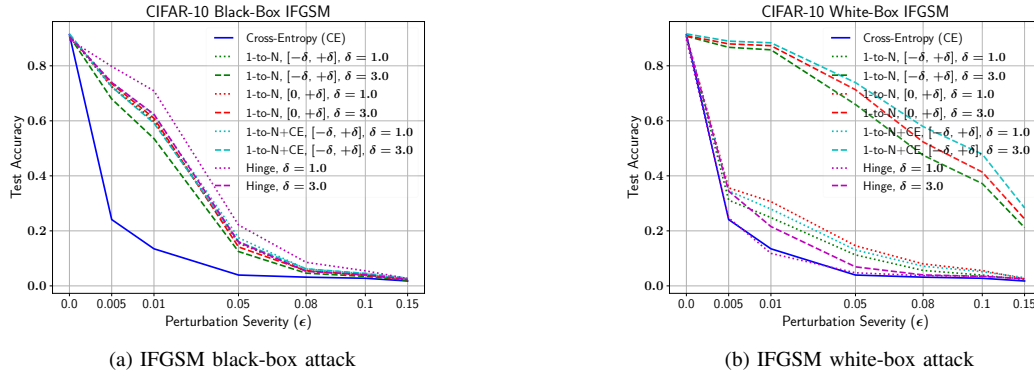 CIFAR-10 Black-Box IFGSM
Test Accuracy
0.8
0.6
0.4
0.2
0.0
Cross-Entropy (CE)
1-to-N, [−δ, +δ], δ = 1.0
1-to-N, [−δ, +δ], δ = 3.0
1-to-N, [0, +δ], δ = 1.0
1-to-N, [0, +δ], δ = 3.0
1-to-N+CE, [−δ, +δ], δ = 1.0
1-to-N+CE, [−δ, +δ], δ = 3.0
Hinge, δ = 1.0
Hinge, δ = 3.0
0.0 0.005 0.01 0.05 0.08 0.1 0.15
Perturbation Severity (ϵ)
(a) IFGSM black-box attack
CIFAR-10 White-Box IFGSM
Test Accuracy
0.8
0.6
0.4
0.2
0.0
Cross-Entropy (CE)
1-to-N, [−δ, +δ], δ = 1.0
1-to-N, [−δ, +δ], δ = 3.0
1-to-N, [0, +δ], δ = 1.0
1-to-N, [0, +δ], δ = 3.0
1-to-N+CE, [−δ, +δ], δ = 1.0
1-to-N+CE, [−δ, +δ], δ = 3.0
Hinge, δ = 1.0
Hinge, δ = 3.0
0.0 0.005 0.01 0.05 0.08 0.1 0.15
Perturbation Severity (ϵ)
(b) IFGSM white-box attack